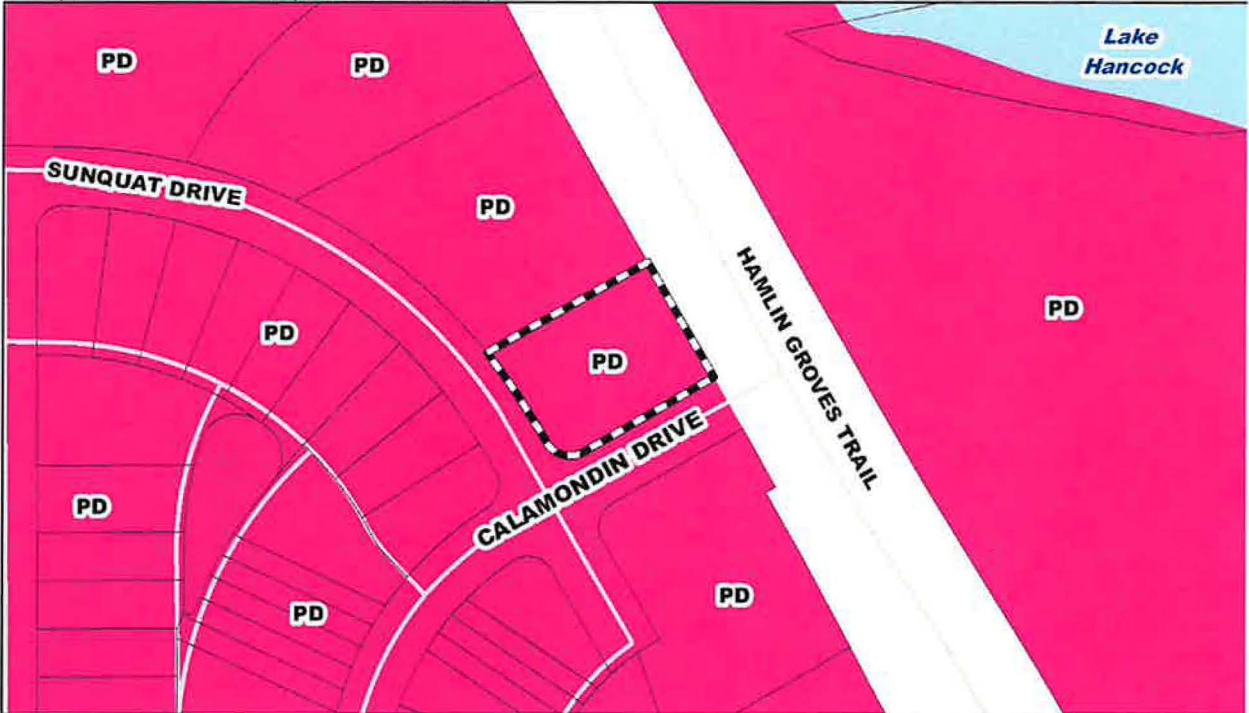 PD
PD
Lake
Hancock
SUNQUAT DRIVE
PD
HAMLIN GROVES TRAIL
PD
PD
PD
CALAMONDIN DRIVE
PD
PD
PD